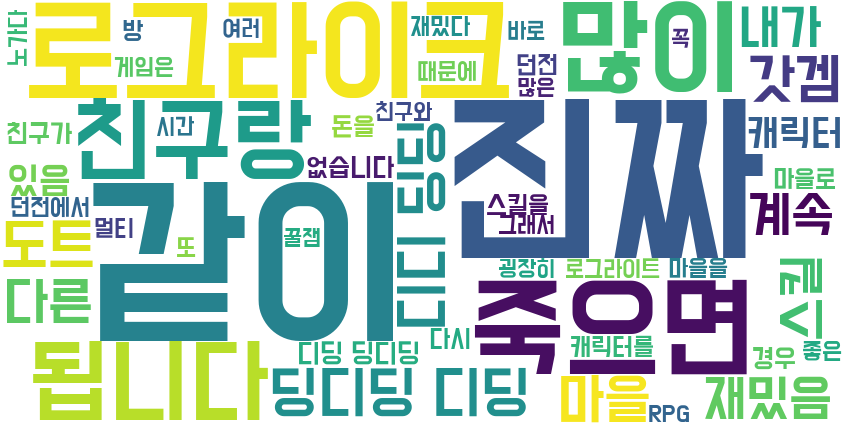 로그라이크
많이
내가
노가다
방
여러
재밌다
바로
꼭
게임은
때문에
던전
많은
갓겜
친구랑
진짜
친구가
시간
돈을
친구와
딩딩
캐릭터
있음
없습니다
마을로
던전에서
멀티
같이
스킬을
그래서
계속
도트
또
꿀잼
디디
굉장히
로그라이트
마을을
스킬
다른
죽으면
됩니다
디딩 딩디딩
다시
캐릭터를
경우
좋은
딩디딩 디딩
마을
RPG
재밌음